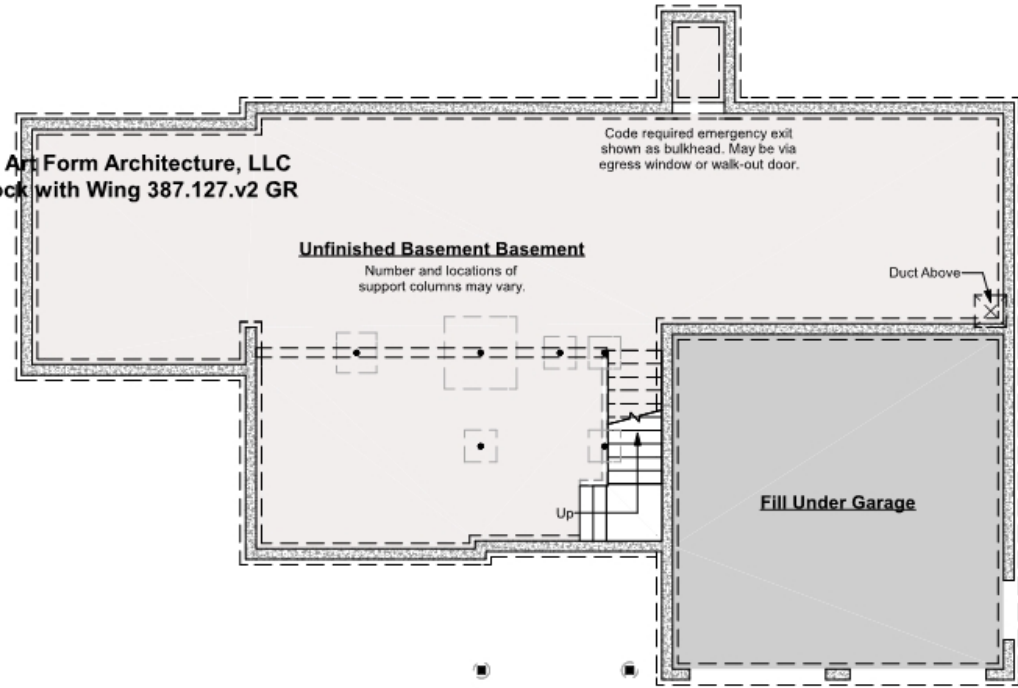 Art Form Architecture, LLC
with Wing 387.127.v2 GR
Code required emergency exit
shown as bulkhead. May be via
egress window or walk-out door.
Unfinished Basement Basement
Number and locations of
support columns may vary.
Duct Above
Up
Fill Under Garage